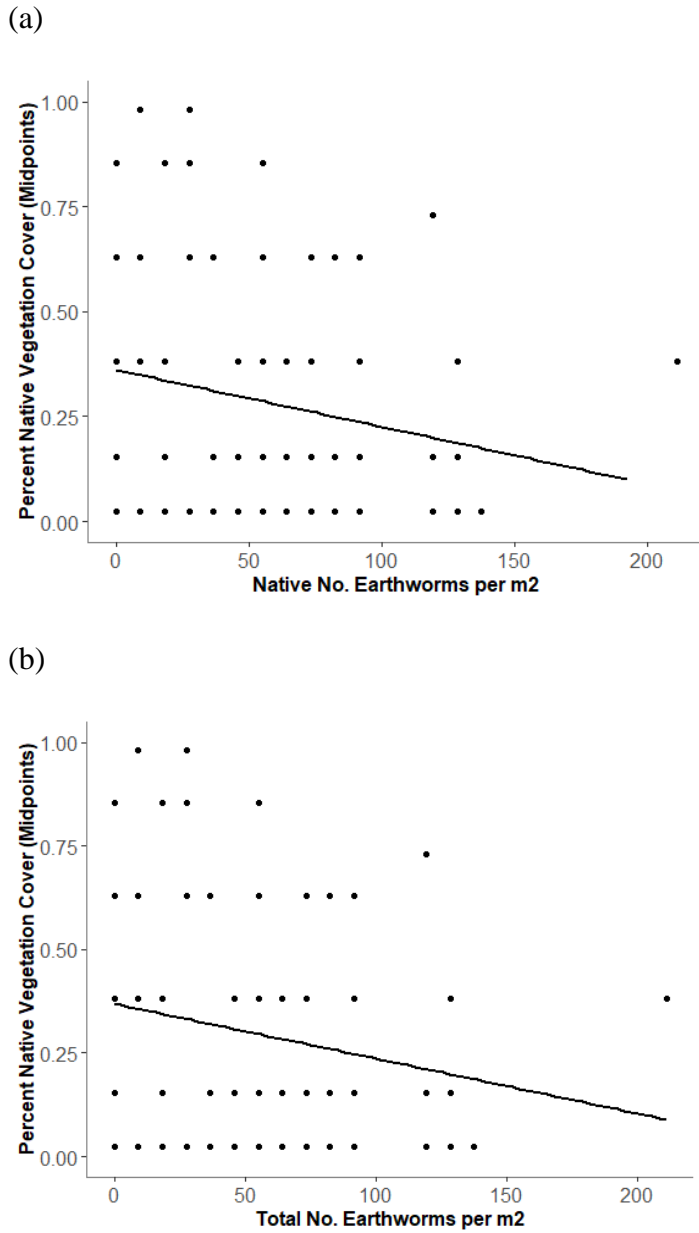 (a)
Percent Native Vegetation Cover (Midpoints)
1.00
0.75
0.50
0.25
0.00
0 50 100 150 200
Native No. Earthworms per m2
(b)
Percent Native Vegetation Cover (Midpoints)
1.00
0.75
0.50
0.25
0.00
0 50 100 150 200
Total No. Earthworms per m2